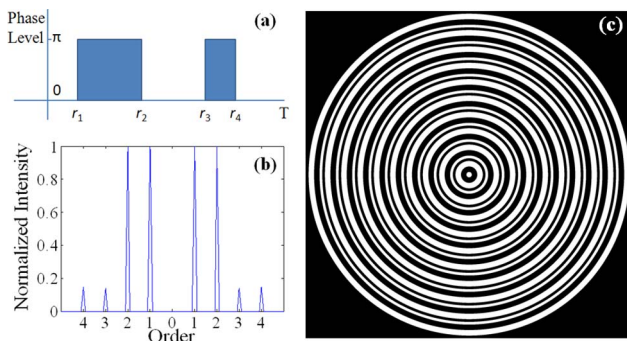 Phase
Level
(a)
π
0
r1 r2 r3 r4 T
(b)
Normalized Intensity
1
0.8
0.6
0.4
0.2
0
4 3 2 1 0 1 2 3 4
Order
(c)